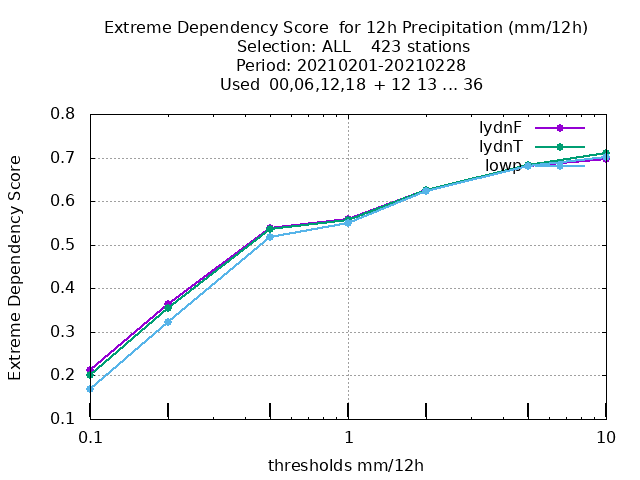 Extreme Dependency Score  for 12h Precipitation (mm/12h)
Selection: ALL    423 stations
Period: 20210201-20210228
Used  00,06,12,18  + 12 13 ... 36
Extreme Dependency Score
0.8
0.7
0.6
0.5
0.4
0.3
0.2
0.1
lydnF
lydnT
lowp
0.1
1
10
thresholds mm/12h